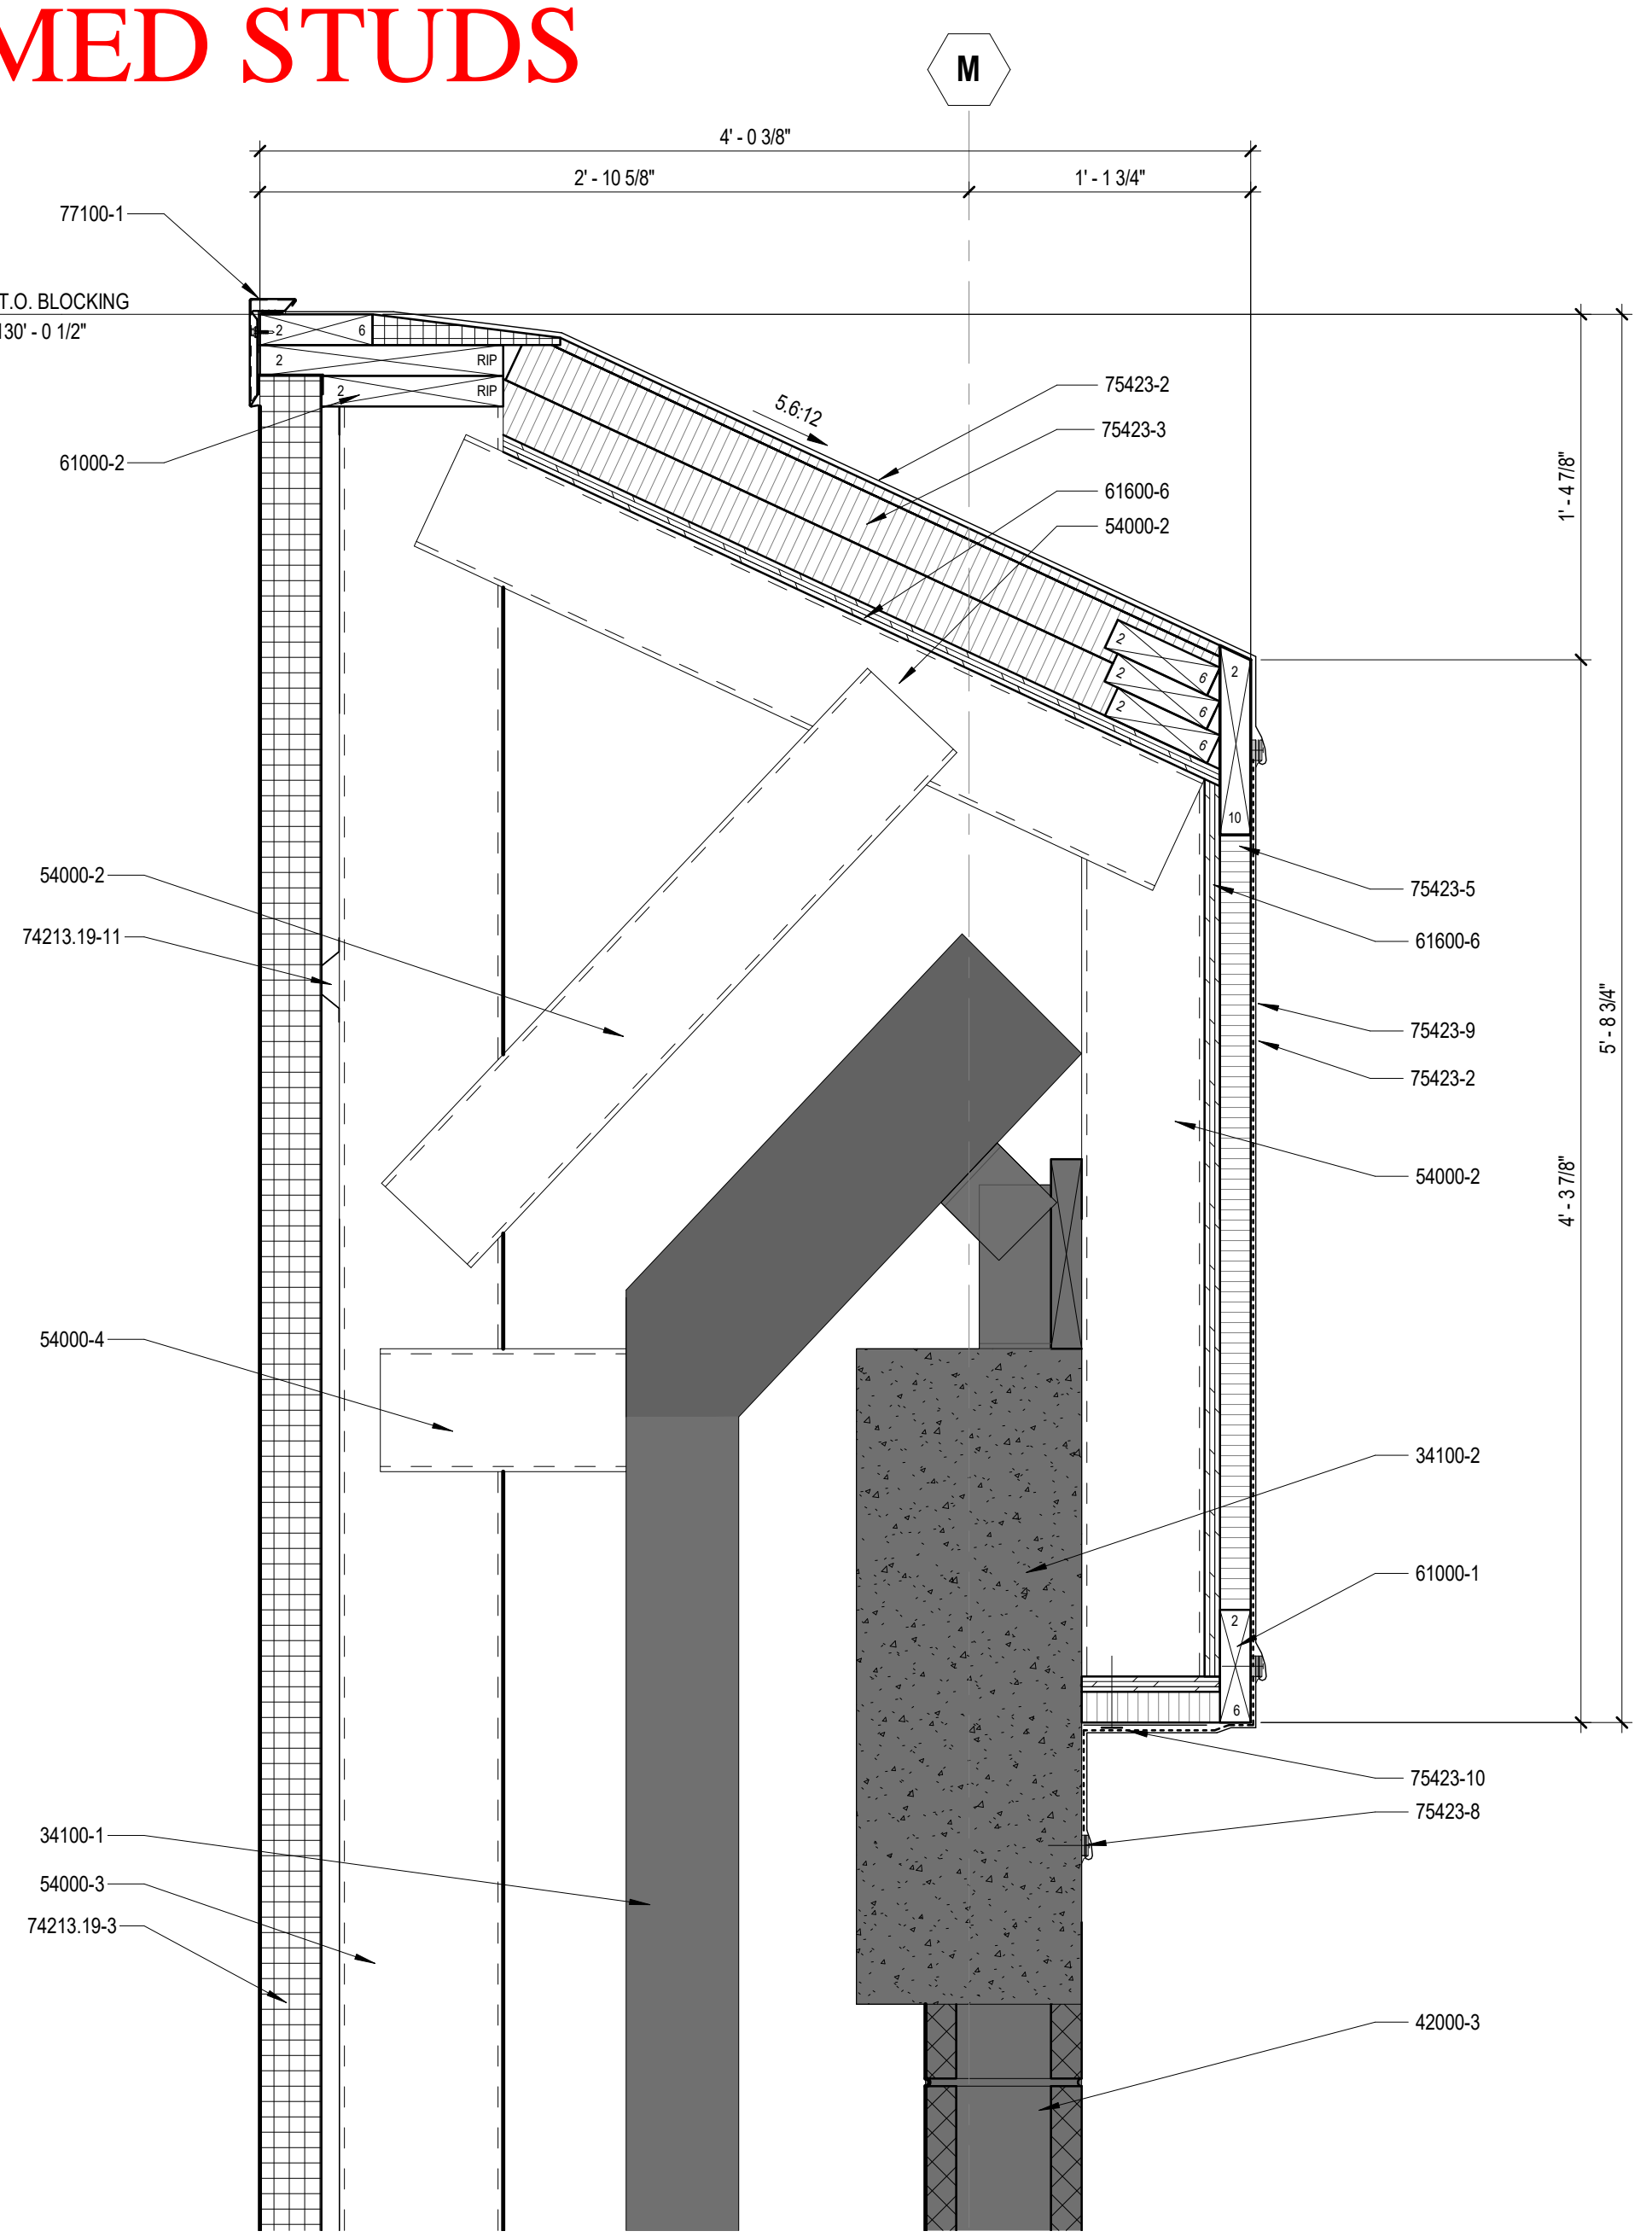 MED STUDS
M
4' - 0 3/8"
2' - 10 5/8"
1' - 1 3/4"
77100-1
T.O. BLOCKING
130' - 0 1/2"
2 6
2 RIP
2 RIP
61000-2
5.6:12
75423-2
75423-3
61600-6
54000-2
1' - 4 7/8"
2 6
2 6
2 6
2
10
54000-2
74213.19-11
75423-5
61600-6
75423-9
75423-2
5' - 8 3/4"
54000-2
4' - 3 7/8"
54000-4
34100-2
61000-1
2
6
75423-10
75423-8
34100-1
54000-3
74213.19-3
42000-3